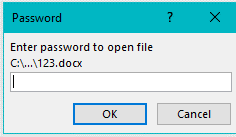 Password ? ×
Enter password to open file
C:\...\123.docx
OK Cancel